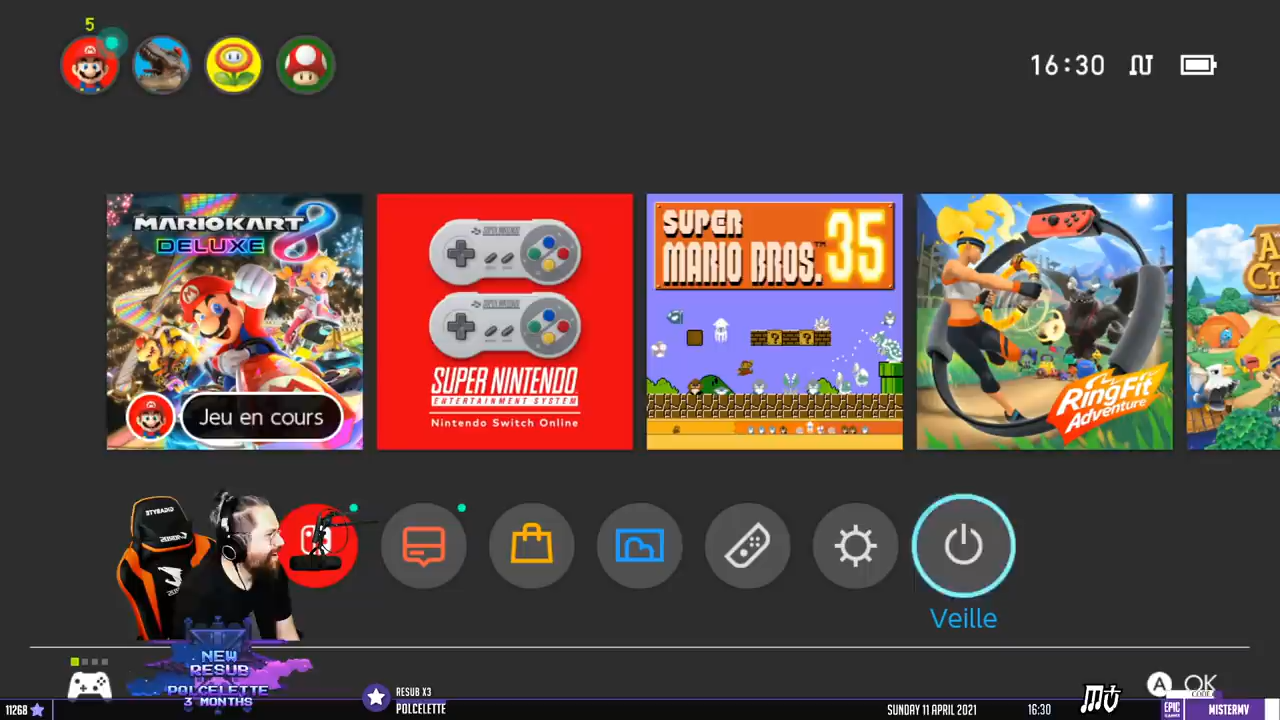 5
16:30
MARIOKART 8
DELUXE
Jeu en cours
SUPER NINTENDO
ENTERTAINMENT SYSTEM
Nintendo Switch Online
SUPER
MARIO BROS.™ 35
RingFit
Adventure
Veille
NEW
RESUB
POLCELETTE
3 MONTHS
A OK
11268
RESUB X3
POLCELETTE
SUNDAY 11 APRIL 2021
16:30
EPIC
MISTERMV